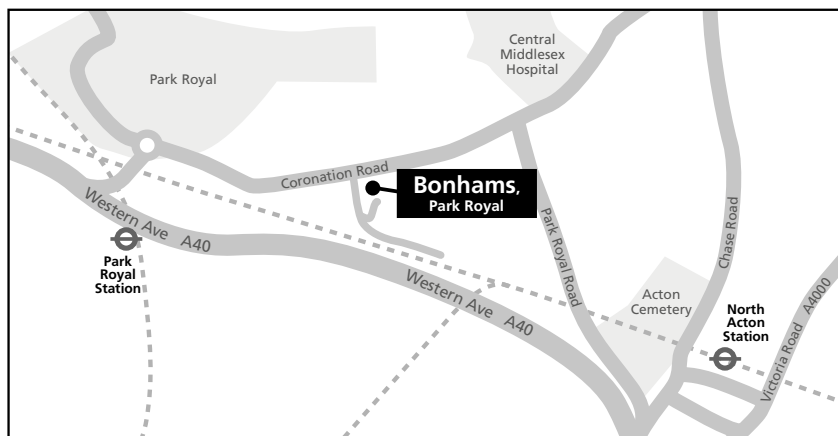 Central
Middlesex
Hospital
Park Royal
Coronation Road
Bonhams,
Park Royal
Western Ave A40
Park
Royal
Station
Park Royal Road
Chase Road
Western Ave A40
Acton
Cemetery
North
Acton
Station
Victoria Road A4000